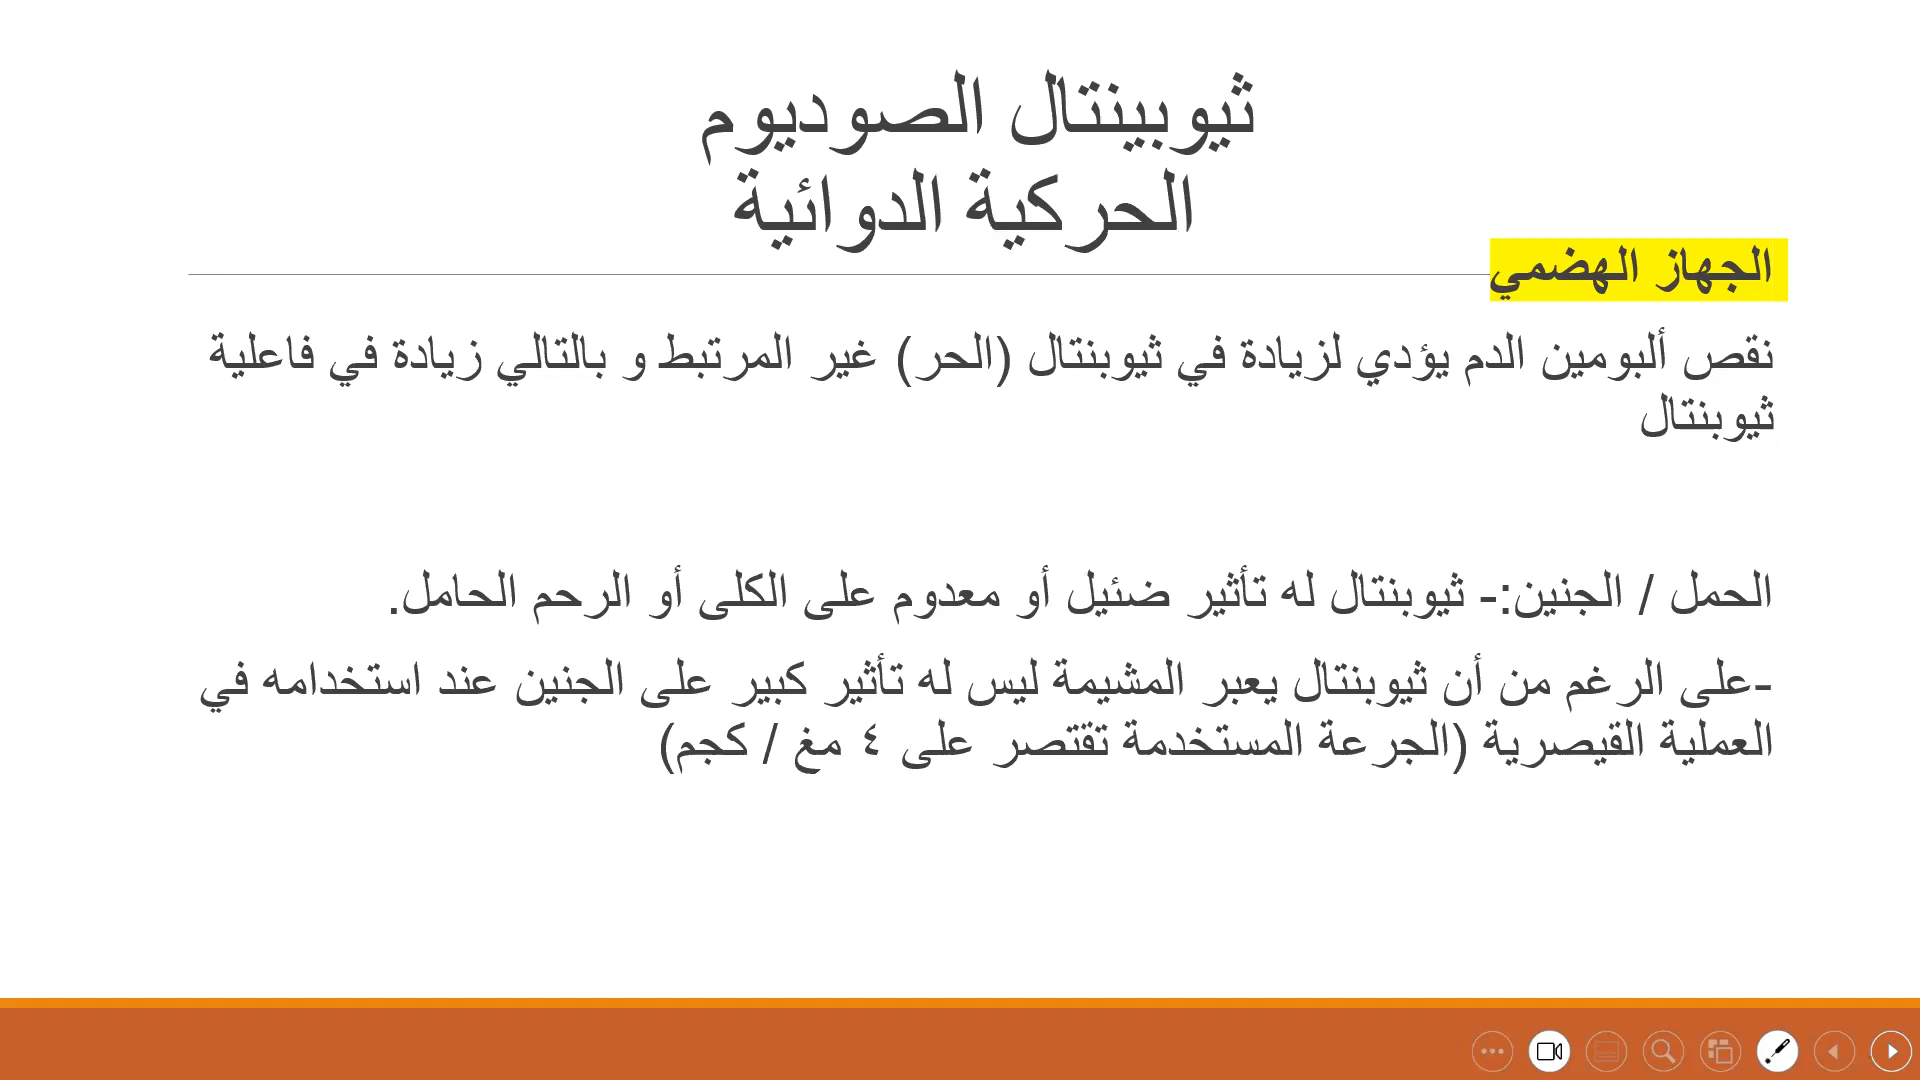 ثيوبينتال الصوديوم
الحركية الدوائية
الجهاز الهضمي
نقص ألبومين الدم يؤدي لزيادة في ثيوبنتال (الحر) غير المرتبط و بالتالي زيادة في فاعلية
ثيوبنتال
الحمل / الجنين:- ثيوبنتال له تأثير ضئيل أو معدوم على الكلى أو الرحم الحامل.
-على الرغم من أن ثيوبنتال يعبر المشيمة ليس له تأثير كبير على الجنين عند استخدامه في
العملية القيصرية (الجرعة المستخدمة تقتصر على ٤ مغ / كجم)